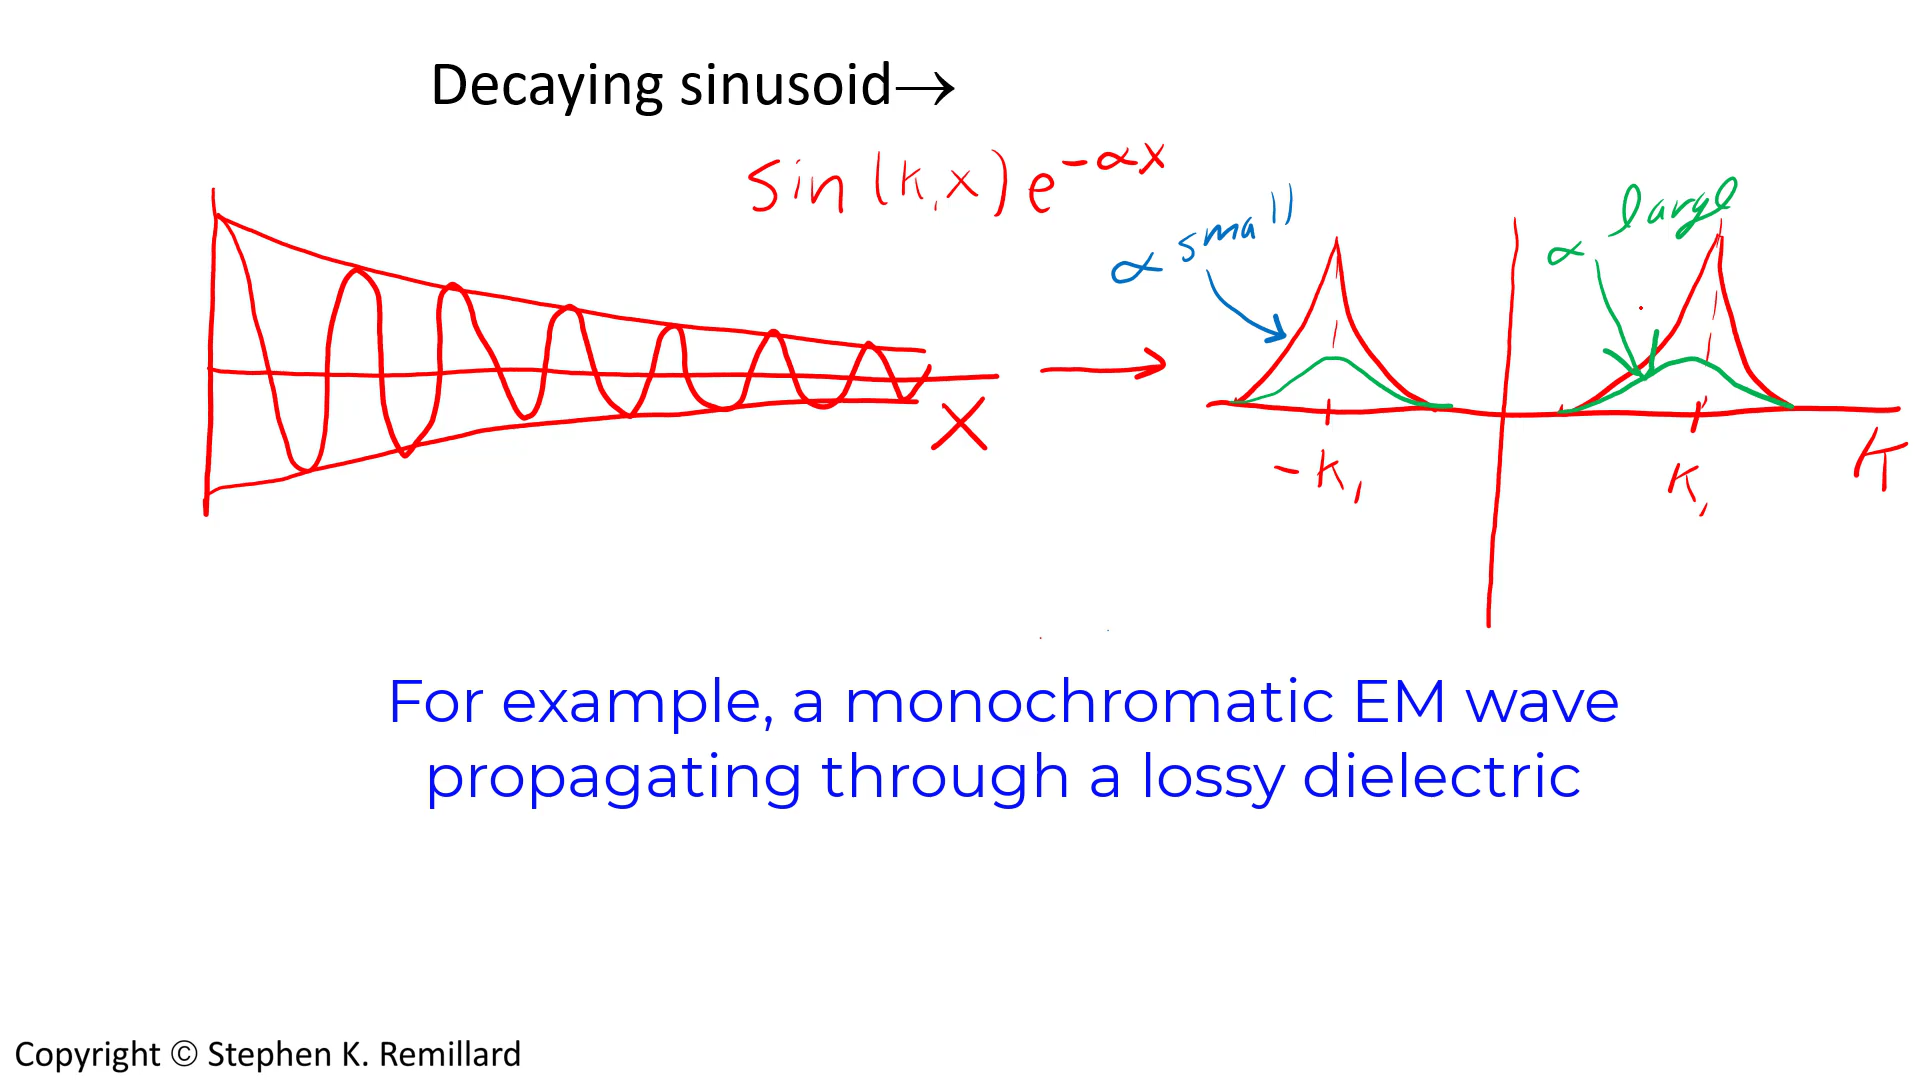 Decaying sinusoid→
sin(k₁x)e^-αx
α small
α large
x
-k₁
k₁
k
For example, a monochromatic EM wave
propagating through a lossy dielectric
Copyright © Stephen K. Remillard